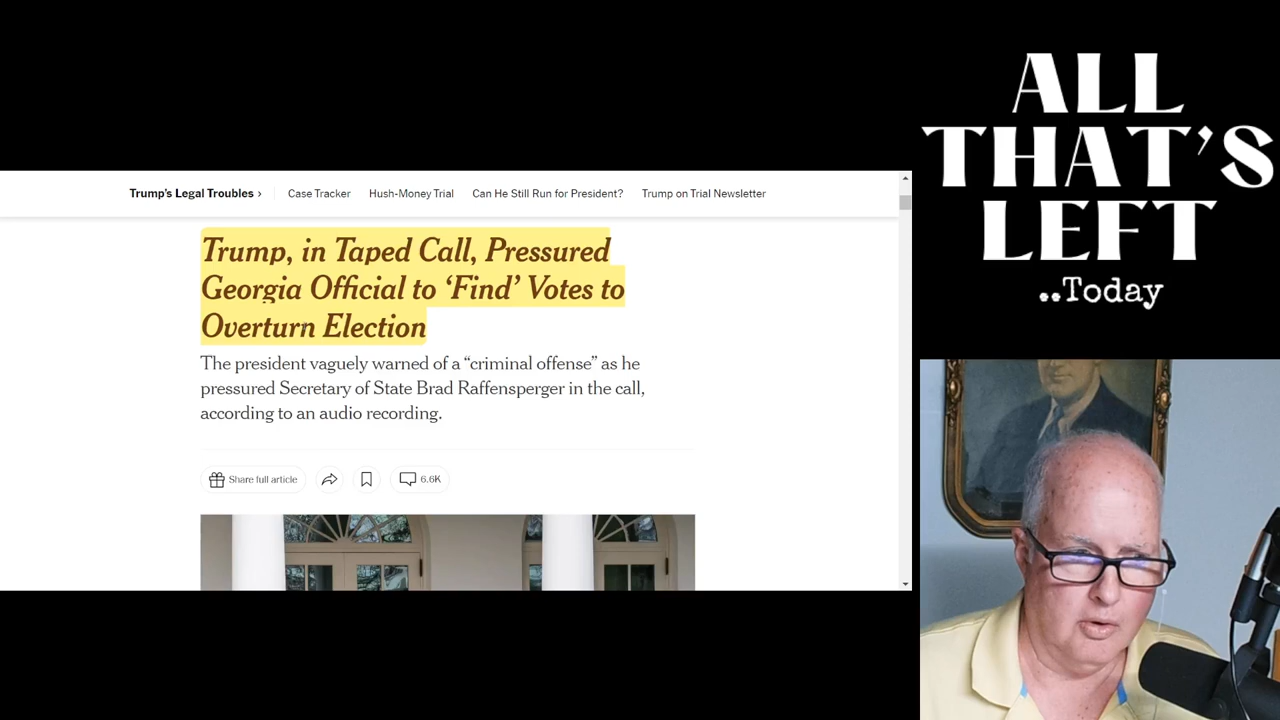 Trump's Legal Troubles › Case Tracker Hush-Money Trial Can He Still Run for President? Trump on Trial Newsletter
Trump, in Taped Call, Pressured
Georgia Official to ‘Find’ Votes to
Overturn Election
The president vaguely warned of a “criminal offense” as he
pressured Secretary of State Brad Raffensperger in the call,
according to an audio recording.
Share full article 6.6K
ALL
THAT'S
LEFT
..Today